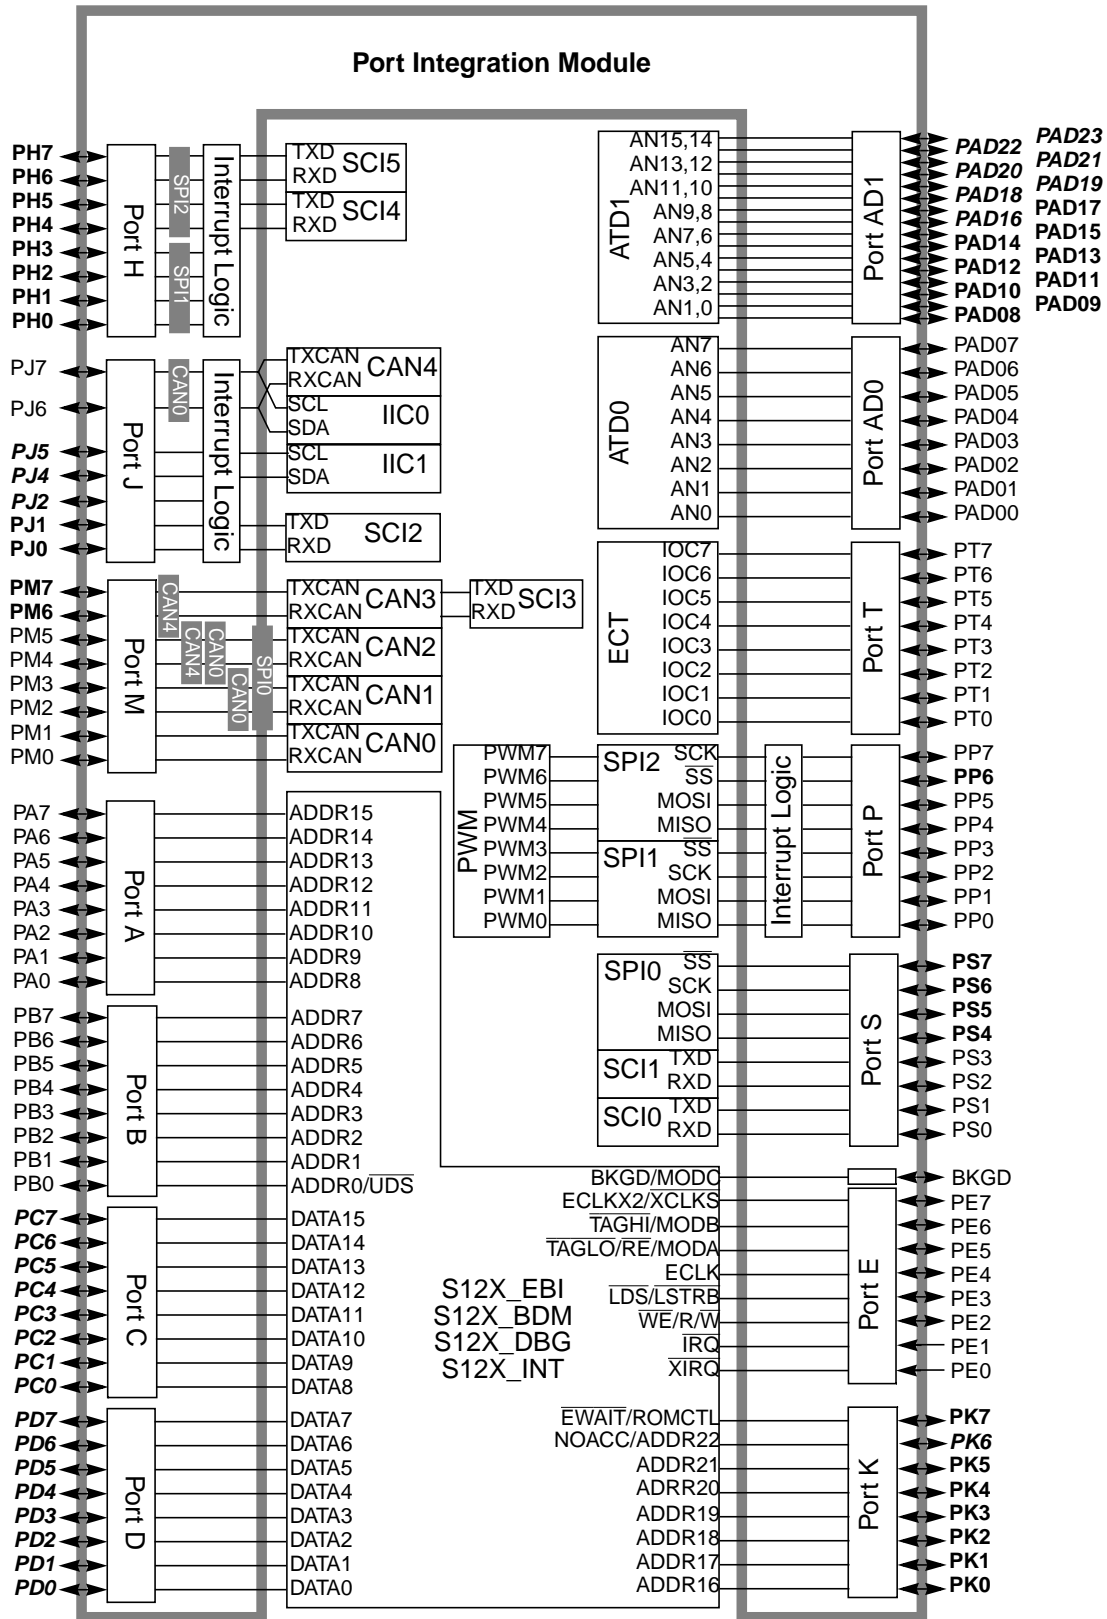 Port Integration Module
PH7
PH6
PH5
PH4
PH3
PH2
PH1
PH0
Port H
SPI2
SPI1
Interrupt Logic
TXD
RXD
SCI5
TXD
RXD
SCI4
PJ7
PJ6
PJ5
PJ4
PJ2
PJ1
PJ0
Port J
CAN0
Interrupt Logic
TXCAN
RXCAN
CAN4
SCL
SDA
IIC0
SCL
SDA
IIC1
TXD
RXD
SCI2
PM7
PM6
PM5
PM4
PM3
PM2
PM1
PM0
Port M
CAN4
CAN4
CAN0
CAN0
SPI0
TXCAN
RXCAN
CAN3
TXD
RXD
SCI3
TXCAN
RXCAN
CAN2
TXCAN
RXCAN
CAN1
TXCAN
RXCAN
CAN0
PA7
PA6
PA5
PA4
PA3
PA2
PA1
PA0
Port A
ADDR15
ADDR14
ADDR13
ADDR12
ADDR11
ADDR10
ADDR9
ADDR8
PB7
PB6
PB5
PB4
PB3
PB2
PB1
PB0
Port B
ADDR7
ADDR6
ADDR5
ADDR4
ADDR3
ADDR2
ADDR1
ADDR0/UDS
PC7
PC6
PC5
PC4
PC3
PC2
PC1
PC0
Port C
DATA15
DATA14
DATA13
DATA12
DATA11
DATA10
DATA9
DATA8
PD7
PD6
PD5
PD4
PD3
PD2
PD1
PD0
Port D
DATA7
DATA6
DATA5
DATA4
DATA3
DATA2
DATA1
DATA0
S12X_EBI
S12X_BDM
S12X_DBG
S12X_INT
ATD1
AN15,14
AN13,12
AN11,10
AN9,8
AN7,6
AN5,4
AN3,2
AN1,0
Port AD1
PAD23
PAD22
PAD21
PAD20
PAD19
PAD18
PAD17
PAD16
PAD15
PAD14
PAD13
PAD12
PAD11
PAD10
PAD09
PAD08
ATD0
AN7
AN6
AN5
AN4
AN3
AN2
AN1
AN0
Port AD0
PAD07
PAD06
PAD05
PAD04
PAD03
PAD02
PAD01
PAD00
ECT
IOC7
IOC6
IOC5
IOC4
IOC3
IOC2
IOC1
IOC0
Port T
PT7
PT6
PT5
PT4
PT3
PT2
PT1
PT0
PWM
PWM7
PWM6
PWM5
PWM4
PWM3
PWM2
PWM1
PWM0
SPI2
SCK
SS
MOSI
MISO
SPI1
SS
SCK
MOSI
MISO
Interrupt Logic
Port P
PP7
PP6
PP5
PP4
PP3
PP2
PP1
PP0
SPI0
SS
SCK
MOSI
MISO
SCI1
TXD
RXD
SCI0
TXD
RXD
Port S
PS7
PS6
PS5
PS4
PS3
PS2
PS1
PS0
BKGD/MODC
BKGD
ECLKX2/XCLKS
TAGHI/MODB
TAGLO/RE/MODA
ECLK
LDS/LSTRB
WE/R/W
IRQ
XIRQ
Port E
PE7
PE6
PE5
PE4
PE3
PE2
PE1
PE0
EWAIT/ROMCTL
NOACC/ADDR22
ADDR21
ADRR20
ADDR19
ADDR18
ADDR17
ADDR16
Port K
PK7
PK6
PK5
PK4
PK3
PK2
PK1
PK0